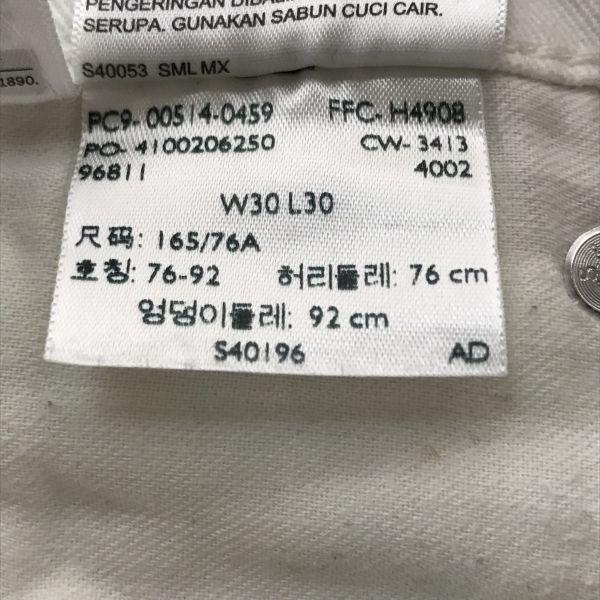 PENGERINGAN
SERUPA. GUNAKAN SABUN CUCI CAIR.
1890.
S40053 SML MX
PC9- 00514-0459 FFC- H4908
PO- 4100206250 CW- 3413
96811 4002
W30 L30
尺码: 165/76A
호칭: 76-92 허리둘레: 76 cm
엉덩이둘레: 92 cm
S40196 AD